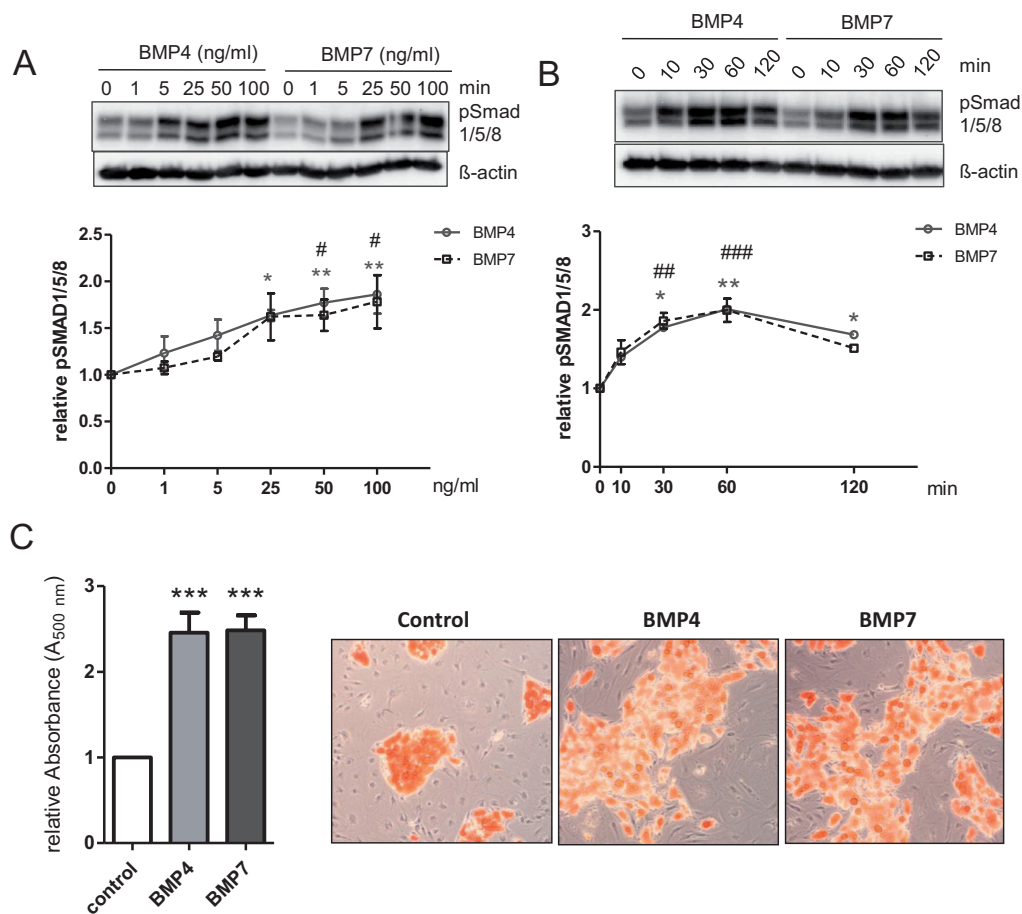 A
BMP4 (ng/ml) BMP7 (ng/ml)
0 1 5 25 50 100 0 1 5 25 50 100 min
pSmad
1/5/8
ß-actin
2.5
2.0
1.5
1.0
0.5
0.0
relative pSMAD1/5/8
* # ** # **
BMP4
BMP7
0 1 5 25 50 100 ng/ml
B
BMP4 BMP7
0 10 30 60 120 0 10 30 60 120 min
pSmad
1/5/8
ß-actin
3
2
1
0
relative pSMAD1/5/8
## * ### ** *
BMP4
BMP7
0 10 30 60 120 min
C
relative Absorbance (A500 nm)
3
2
1
0
*** ***
control BMP4 BMP7
Control BMP4 BMP7